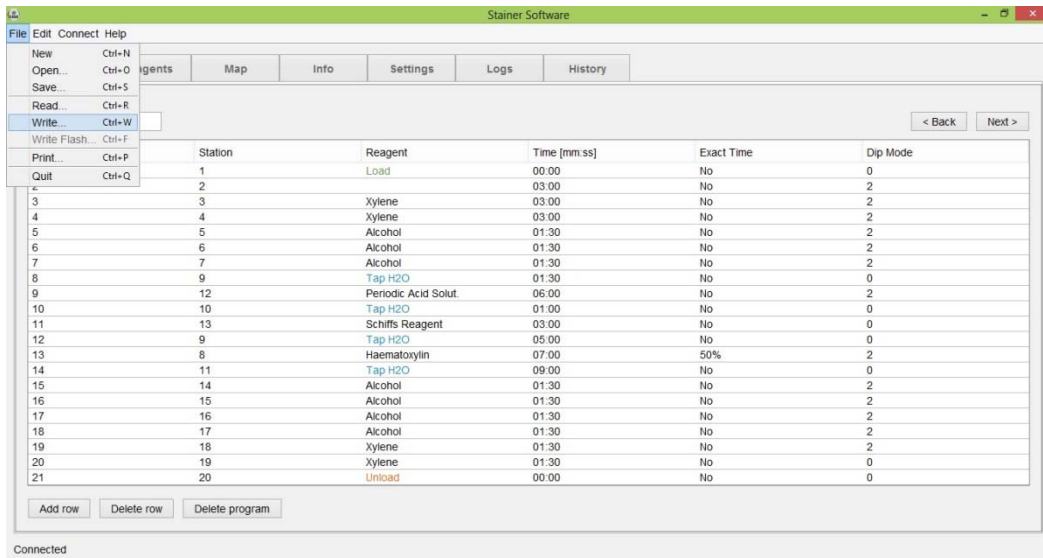 Stainer Software
File Edit Connect Help
New Ctrl+N
Open... Ctrl+O
Save... Ctrl+S
Read... Ctrl+R
Write... Ctrl+W
Write Flash... Ctrl+F
Print... Ctrl+P
Quit Ctrl+Q
Map Info Settings Logs History
< Back Next >
Station Reagent Time [mm:ss] Exact Time Dip Mode
1 Load 00:00 No 0
2 03:00 No 2
3 3 Xylene 03:00 No 2
4 4 Xylene 03:00 No 2
5 5 Alcohol 01:30 No 2
6 6 Alcohol 01:30 No 2
7 7 Alcohol 01:30 No 2
8 9 Tap H2O 01:30 No 0
9 12 Periodic Acid Solut. 06:00 No 2
10 10 Tap H2O 01:00 No 0
11 13 Schiffs Reagent 03:00 No 0
12 9 Tap H2O 05:00 No 0
13 8 Haematoxylin 07:00 50% 2
14 11 Tap H2O 09:00 No 0
15 14 Alcohol 01:30 No 2
16 15 Alcohol 01:30 No 2
17 16 Alcohol 01:30 No 2
18 17 Alcohol 01:30 No 2
19 18 Xylene 01:30 No 2
20 19 Xylene 01:30 No 0
21 20 Unload 00:00 No 0
Add row Delete row Delete program
Connected